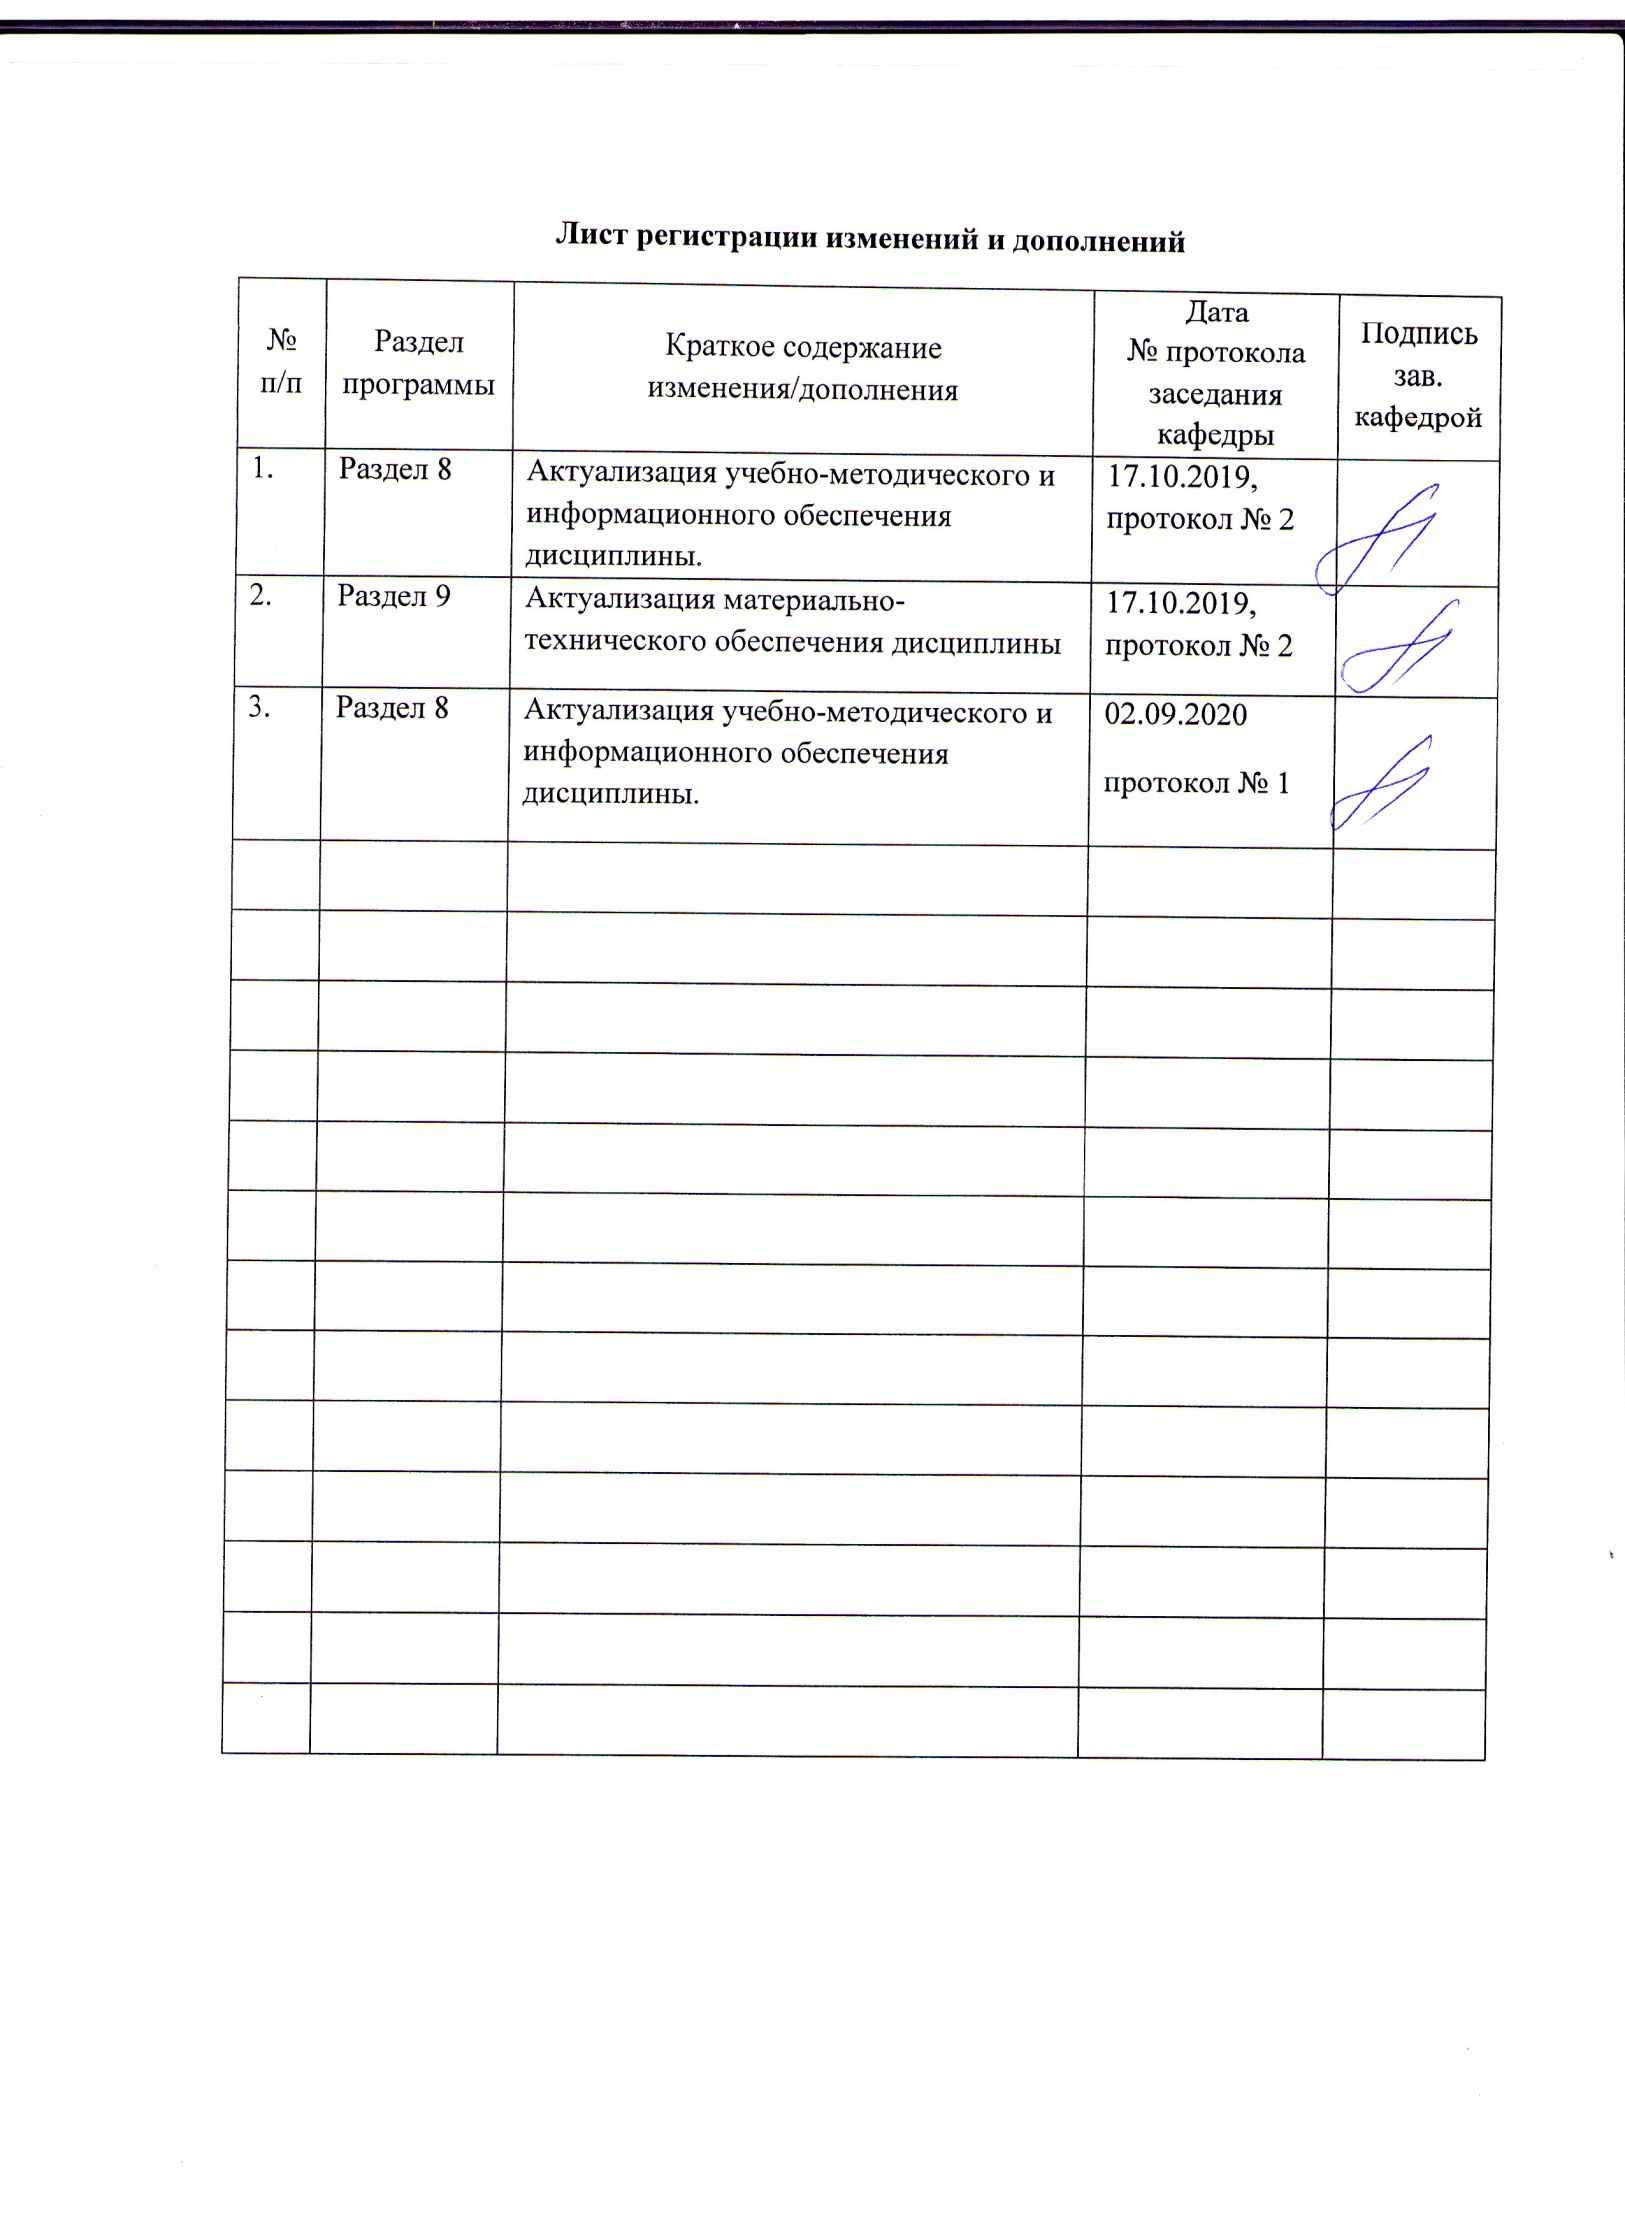 Лист регистрации изменений и дополнений
№
п/п
Раздел
программы
Краткое содержание
изменения/дополнения
Дата
№ протокола
заседания
кафедры
Подпись
зав.
кафедрой
1.
Раздел 8
Актуализация учебно-методического и
информационного обеспечения
дисциплины.
17.10.2019,
протокол № 2
2.
Раздел 9
Актуализация материально-
технического обеспечения дисциплины
17.10.2019,
протокол № 2
3.
Раздел 8
Актуализация учебно-методического и
информационного обеспечения
дисциплины.
02.09.2020
протокол № 1